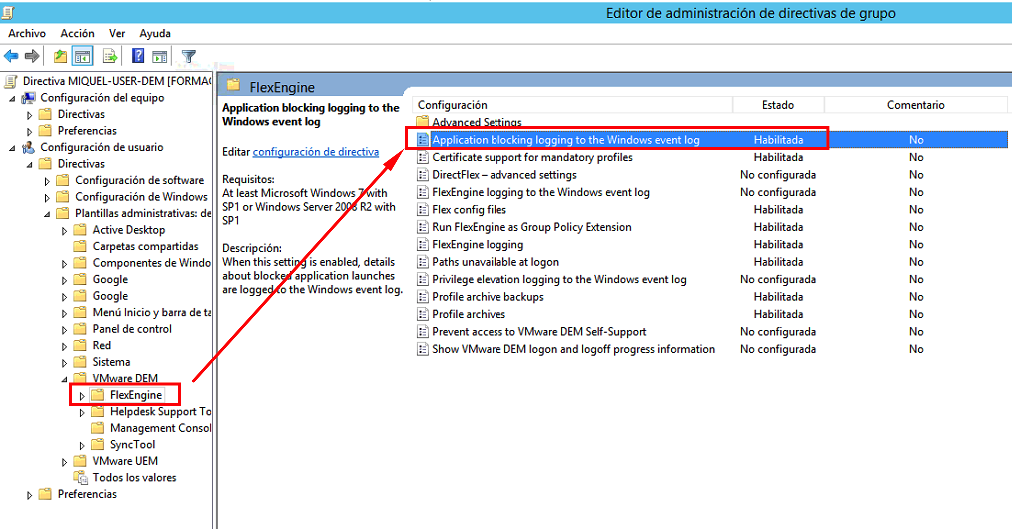 Editor de administración de directivas de grupo
Archivo Acción Ver Ayuda
Directiva MIQUEL-USER-DEM [FORMAC
Configuración del equipo
Directivas
Preferencias
Configuración de usuario
Directivas
Configuración de software
Configuración de Windows
Plantillas administrativas: de
Active Desktop
Carpetas compartidas
Componentes de Windo
Google
Google
Menú Inicio y barra de ta
Panel de control
Red
Sistema
VMware DEM
FlexEngine
Helpdesk Support To
Management Consol
SyncTool
VMware UEM
Todos los valores
Preferencias
FlexEngine
Application blocking logging to the
Windows event log
Editar configuración de directiva
Requisitos:
At least Microsoft Windows 7 with
SP1 or Windows Server 2008 R2 with
SP1
Descripción:
When this setting is enabled, details
about blocked application launches
are logged to the Windows event log.
Configuración Estado Comentario
Advanced Settings
Application blocking logging to the Windows event log Habilitada No
Certificate support for mandatory profiles Habilitada No
DirectFlex – advanced settings No configurada No
FlexEngine logging to the Windows event log No configurada No
Flex config files Habilitada No
Run FlexEngine as Group Policy Extension Habilitada No
FlexEngine logging Habilitada No
Paths unavailable at logon Habilitada No
Privilege elevation logging to the Windows event log No configurada No
Profile archive backups Habilitada No
Profile archives Habilitada No
Prevent access to VMware DEM Self-Support No configurada No
Show VMware DEM logon and logoff progress information No configurada No